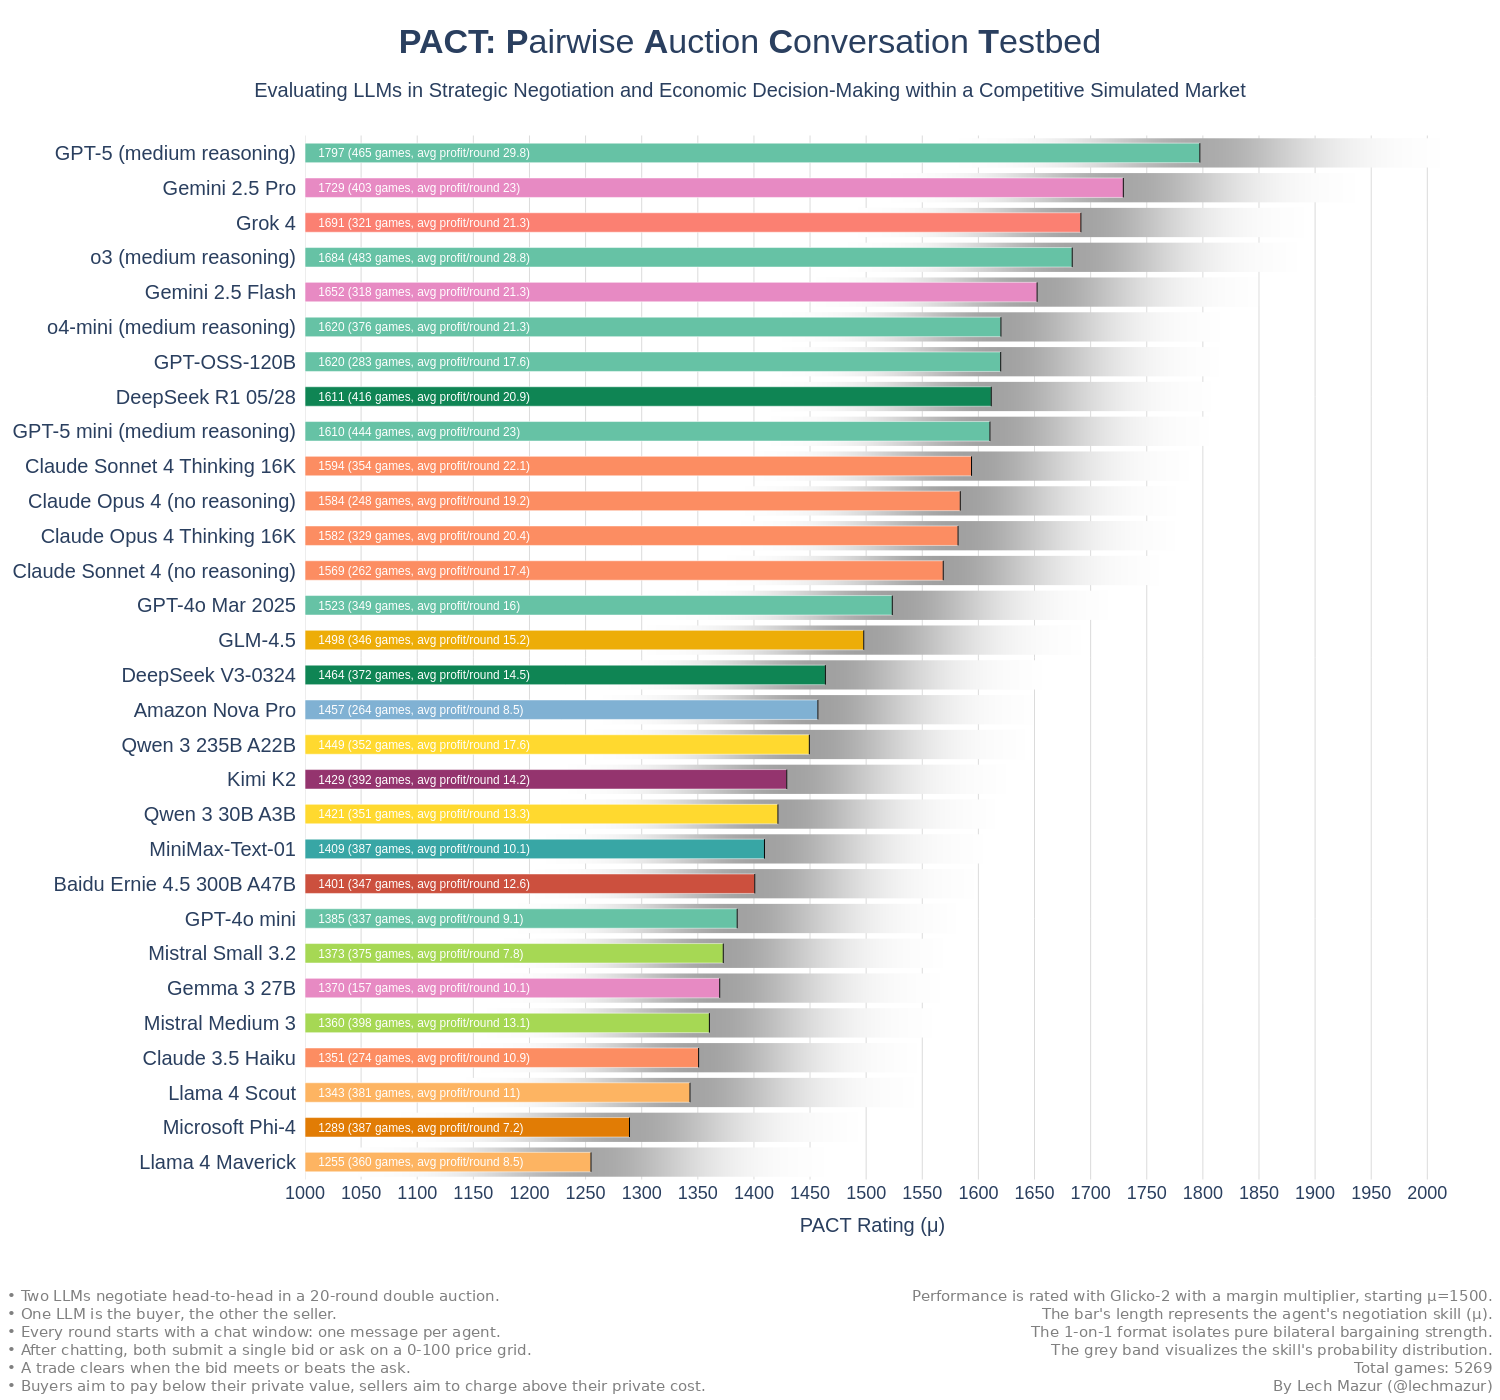 PACT: Pairwise Auction Conversation Testbed
Evaluating LLMs in Strategic Negotiation and Economic Decision-Making within a Competitive Simulated Market
GPT-5 (medium reasoning) 1797 (465 games, avg profit/round 29.8)
Gemini 2.5 Pro 1729 (403 games, avg profit/round 23)
Grok 4 1691 (321 games, avg profit/round 21.3)
o3 (medium reasoning) 1684 (483 games, avg profit/round 28.8)
Gemini 2.5 Flash 1652 (318 games, avg profit/round 21.3)
o4-mini (medium reasoning) 1620 (376 games, avg profit/round 21.3)
GPT-OSS-120B 1620 (283 games, avg profit/round 17.6)
DeepSeek R1 05/28 1611 (416 games, avg profit/round 20.9)
GPT-5 mini (medium reasoning) 1610 (444 games, avg profit/round 23)
Claude Sonnet 4 Thinking 16K 1594 (354 games, avg profit/round 22.1)
Claude Opus 4 (no reasoning) 1584 (248 games, avg profit/round 19.2)
Claude Opus 4 Thinking 16K 1582 (329 games, avg profit/round 20.4)
Claude Sonnet 4 (no reasoning) 1569 (262 games, avg profit/round 17.4)
GPT-4o Mar 2025 1523 (349 games, avg profit/round 16)
GLM-4.5 1498 (346 games, avg profit/round 15.2)
DeepSeek V3-0324 1464 (372 games, avg profit/round 14.5)
Amazon Nova Pro 1457 (264 games, avg profit/round 8.5)
Qwen 3 235B A22B 1449 (352 games, avg profit/round 17.6)
Kimi K2 1429 (392 games, avg profit/round 14.2)
Qwen 3 30B A3B 1421 (351 games, avg profit/round 13.3)
MiniMax-Text-01 1409 (387 games, avg profit/round 10.1)
Baidu Ernie 4.5 300B A47B 1401 (347 games, avg profit/round 12.6)
GPT-4o mini 1385 (337 games, avg profit/round 9.1)
Mistral Small 3.2 1373 (375 games, avg profit/round 7.8)
Gemma 3 27B 1370 (157 games, avg profit/round 10.1)
Mistral Medium 3 1360 (398 games, avg profit/round 13.1)
Claude 3.5 Haiku 1351 (274 games, avg profit/round 10.9)
Llama 4 Scout 1343 (381 games, avg profit/round 11)
Microsoft Phi-4 1289 (387 games, avg profit/round 7.2)
Llama 4 Maverick 1255 (360 games, avg profit/round 8.5)
1000 1050 1100 1150 1200 1250 1300 1350 1400 1450 1500 1550 1600 1650 1700 1750 1800 1850 1900 1950 2000
PACT Rating (μ)
• Two LLMs negotiate head-to-head in a 20-round double auction.
• One LLM is the buyer, the other the seller.
• Every round starts with a chat window: one message per agent.
• After chatting, both submit a single bid or ask on a 0-100 price grid.
• A trade clears when the bid meets or beats the ask.
• Buyers aim to pay below their private value, sellers aim to charge above their private cost.
Performance is rated with Glicko-2 with a margin multiplier, starting μ=1500.
The bar's length represents the agent's negotiation skill (μ).
The 1-on-1 format isolates pure bilateral bargaining strength.
The grey band visualizes the skill's probability distribution.
Total games: 5269
By Lech Mazur (@lechmazur)